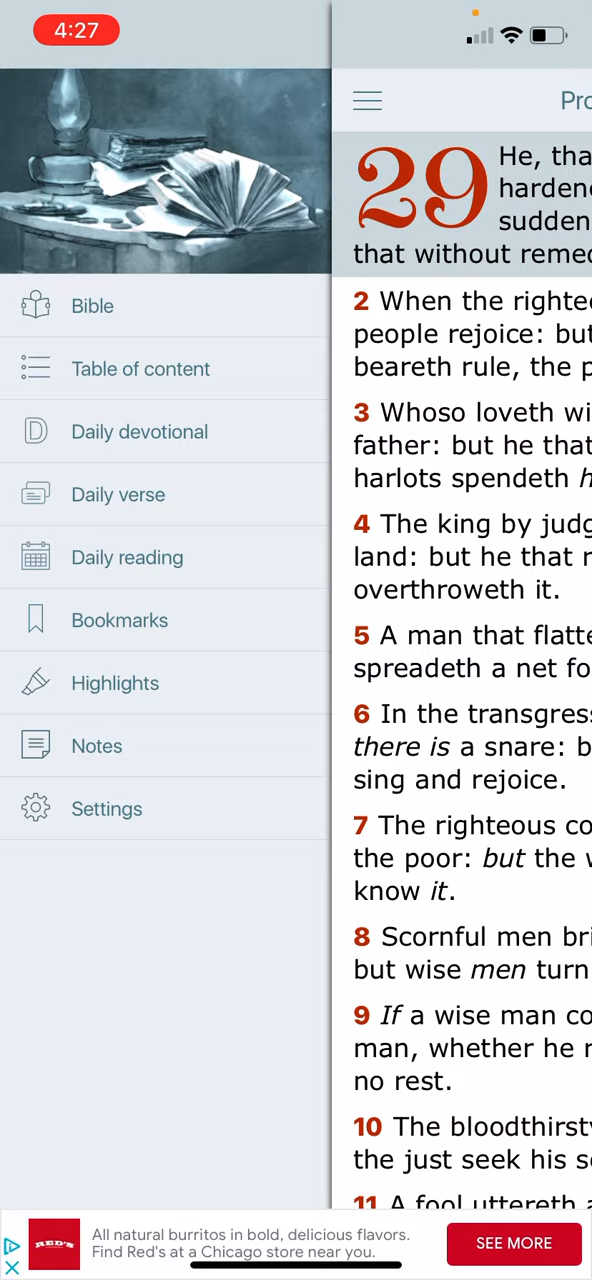 4:27
Bible
Table of content
Daily devotional
Daily verse
Daily reading
Bookmarks
Highlights
Notes
Settings
Pro
29 He, tha
hardene
sudden
that without remed
2 When the righteo
people rejoice: but
beareth rule, the p
3 Whoso loveth wi
father: but he that
harlots spendeth h
4 The king by judg
land: but he that r
overthroweth it.
5 A man that flatte
spreadeth a net fo
6 In the transgress
there is a snare: b
sing and rejoice.
7 The righteous co
the poor: but the w
know it.
8 Scornful men bri
but wise men turn
9 If a wise man co
man, whether he r
no rest.
10 The bloodthirsty
the just seek his so
11 A fool uttereth a
RED'S
All natural burritos in bold, delicious flavors.
Find Red's at a Chicago store near you.
SEE MORE